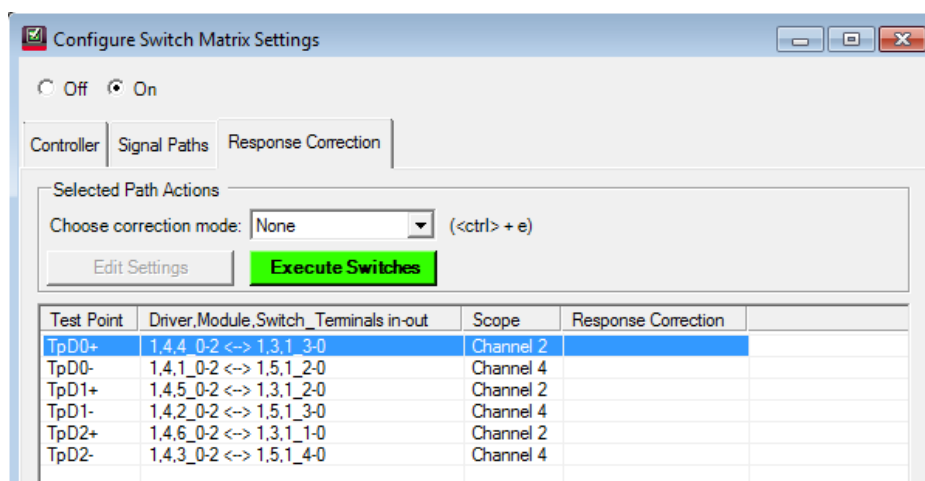 Configure Switch Matrix Settings
Off On
Controller Signal Paths Response Correction
Selected Path Actions
Choose correction mode: None (<ctrl> + e)
Edit Settings Execute Switches
Test Point Driver,Module,Switch_Terminals in-out Scope Response Correction
TpD0+ 1,4,4_0-2 <--> 1,3,1_3-0 Channel 2
TpD0- 1,4,1_0-2 <--> 1,5,1_2-0 Channel 4
TpD1+ 1,4,5_0-2 <--> 1,3,1_2-0 Channel 2
TpD1- 1,4,2_0-2 <--> 1,5,1_3-0 Channel 4
TpD2+ 1,4,6_0-2 <--> 1,3,1_1-0 Channel 2
TpD2- 1,4,3_0-2 <--> 1,5,1_4-0 Channel 4